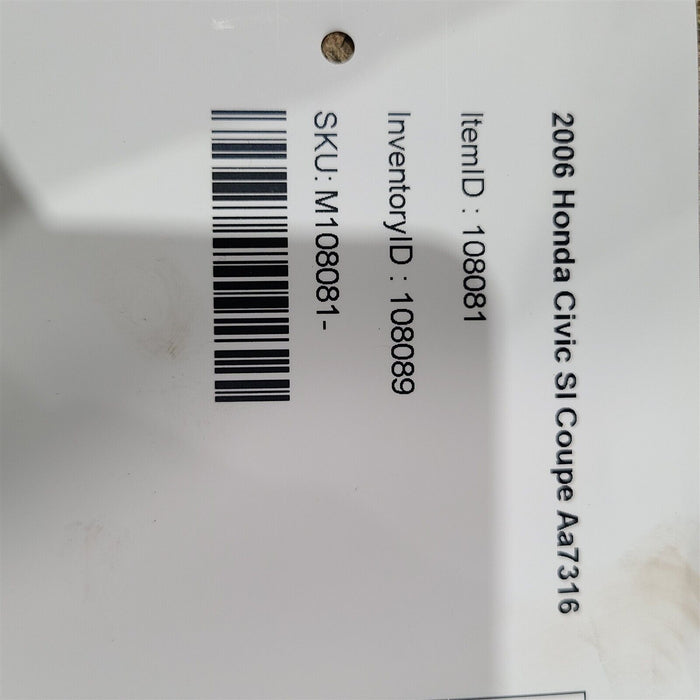 2006 Honda Civic SI Coupe Aa7316
ItemID : 108081
InventoryID : 108089
SKU: M108081-